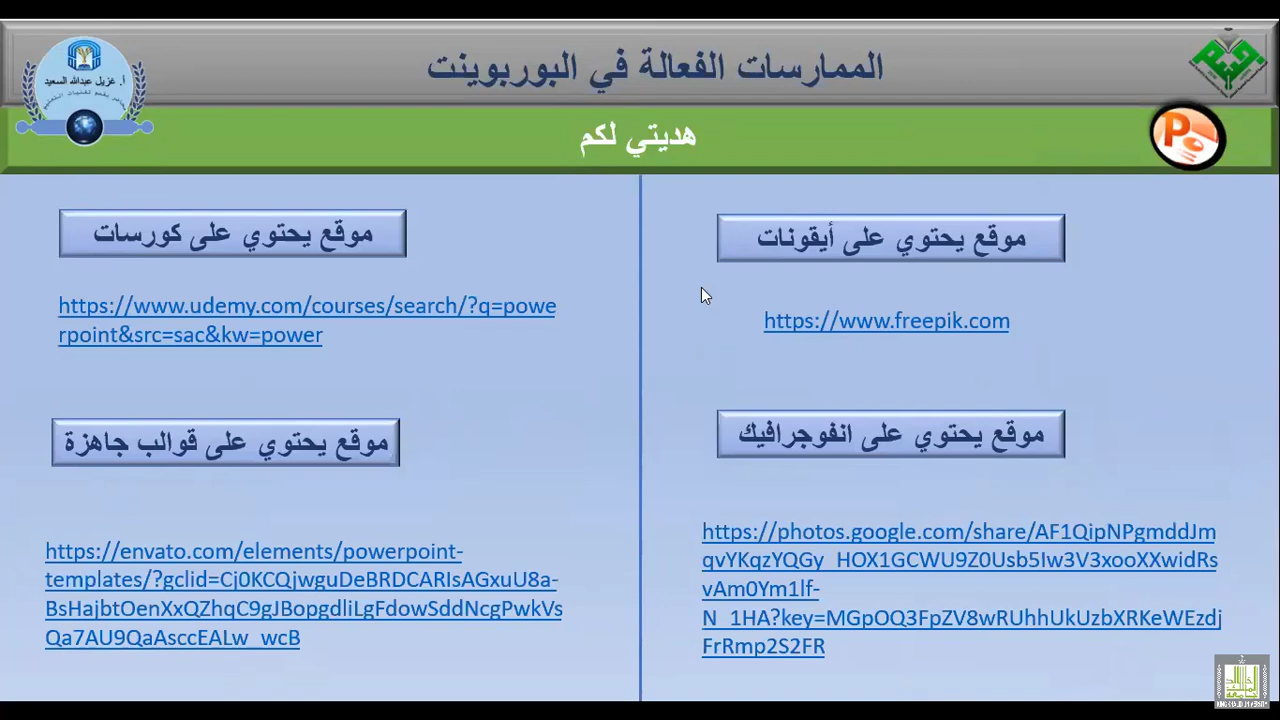 الممارسات الفعالة في البوربوينت
أ. غزيل عبدالله السعيد
هديتي لكم
موقع يحتوي على أيقونات
https://www.freepik.com
موقع يحتوي على انفوجرافيك
https://photos.google.com/share/AF1QipNPgmddJm
qvYKqzYQGy_HOX1GCWU9Z0Usb5Iw3V3xooXXwidRs
vAm0Ym1lf-
N_1HA?key=MGpOQ3FpZV8wRUhhUkUzbXRKeWEzdj
FrRmp2S2FR
موقع يحتوي على كورسات
https://www.udemy.com/courses/search/?q=powe
rpoint&src=sac&kw=power
موقع يحتوي على قوالب جاهزة
https://envato.com/elements/powerpoint-
templates/?gclid=Cj0KCQjwguDeBRDCARIsAGxuU8a-
BsHajbtOenXxQZhqC9gJBopgdliLgFdowSddNcgPwkVs
Qa7AU9QaAsccEALw_wcB